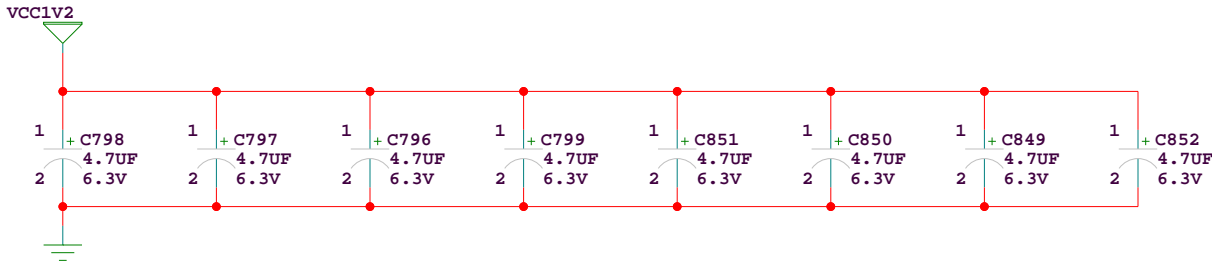 VCC1V2
1 + C798 1 + C797 1 + C796 1 + C799 1 + C851 1 + C850 1 + C849 1 + C852
4.7UF 4.7UF 4.7UF 4.7UF 4.7UF 4.7UF 4.7UF 4.7UF
2 6.3V 2 6.3V 2 6.3V 2 6.3V 2 6.3V 2 6.3V 2 6.3V 2 6.3V